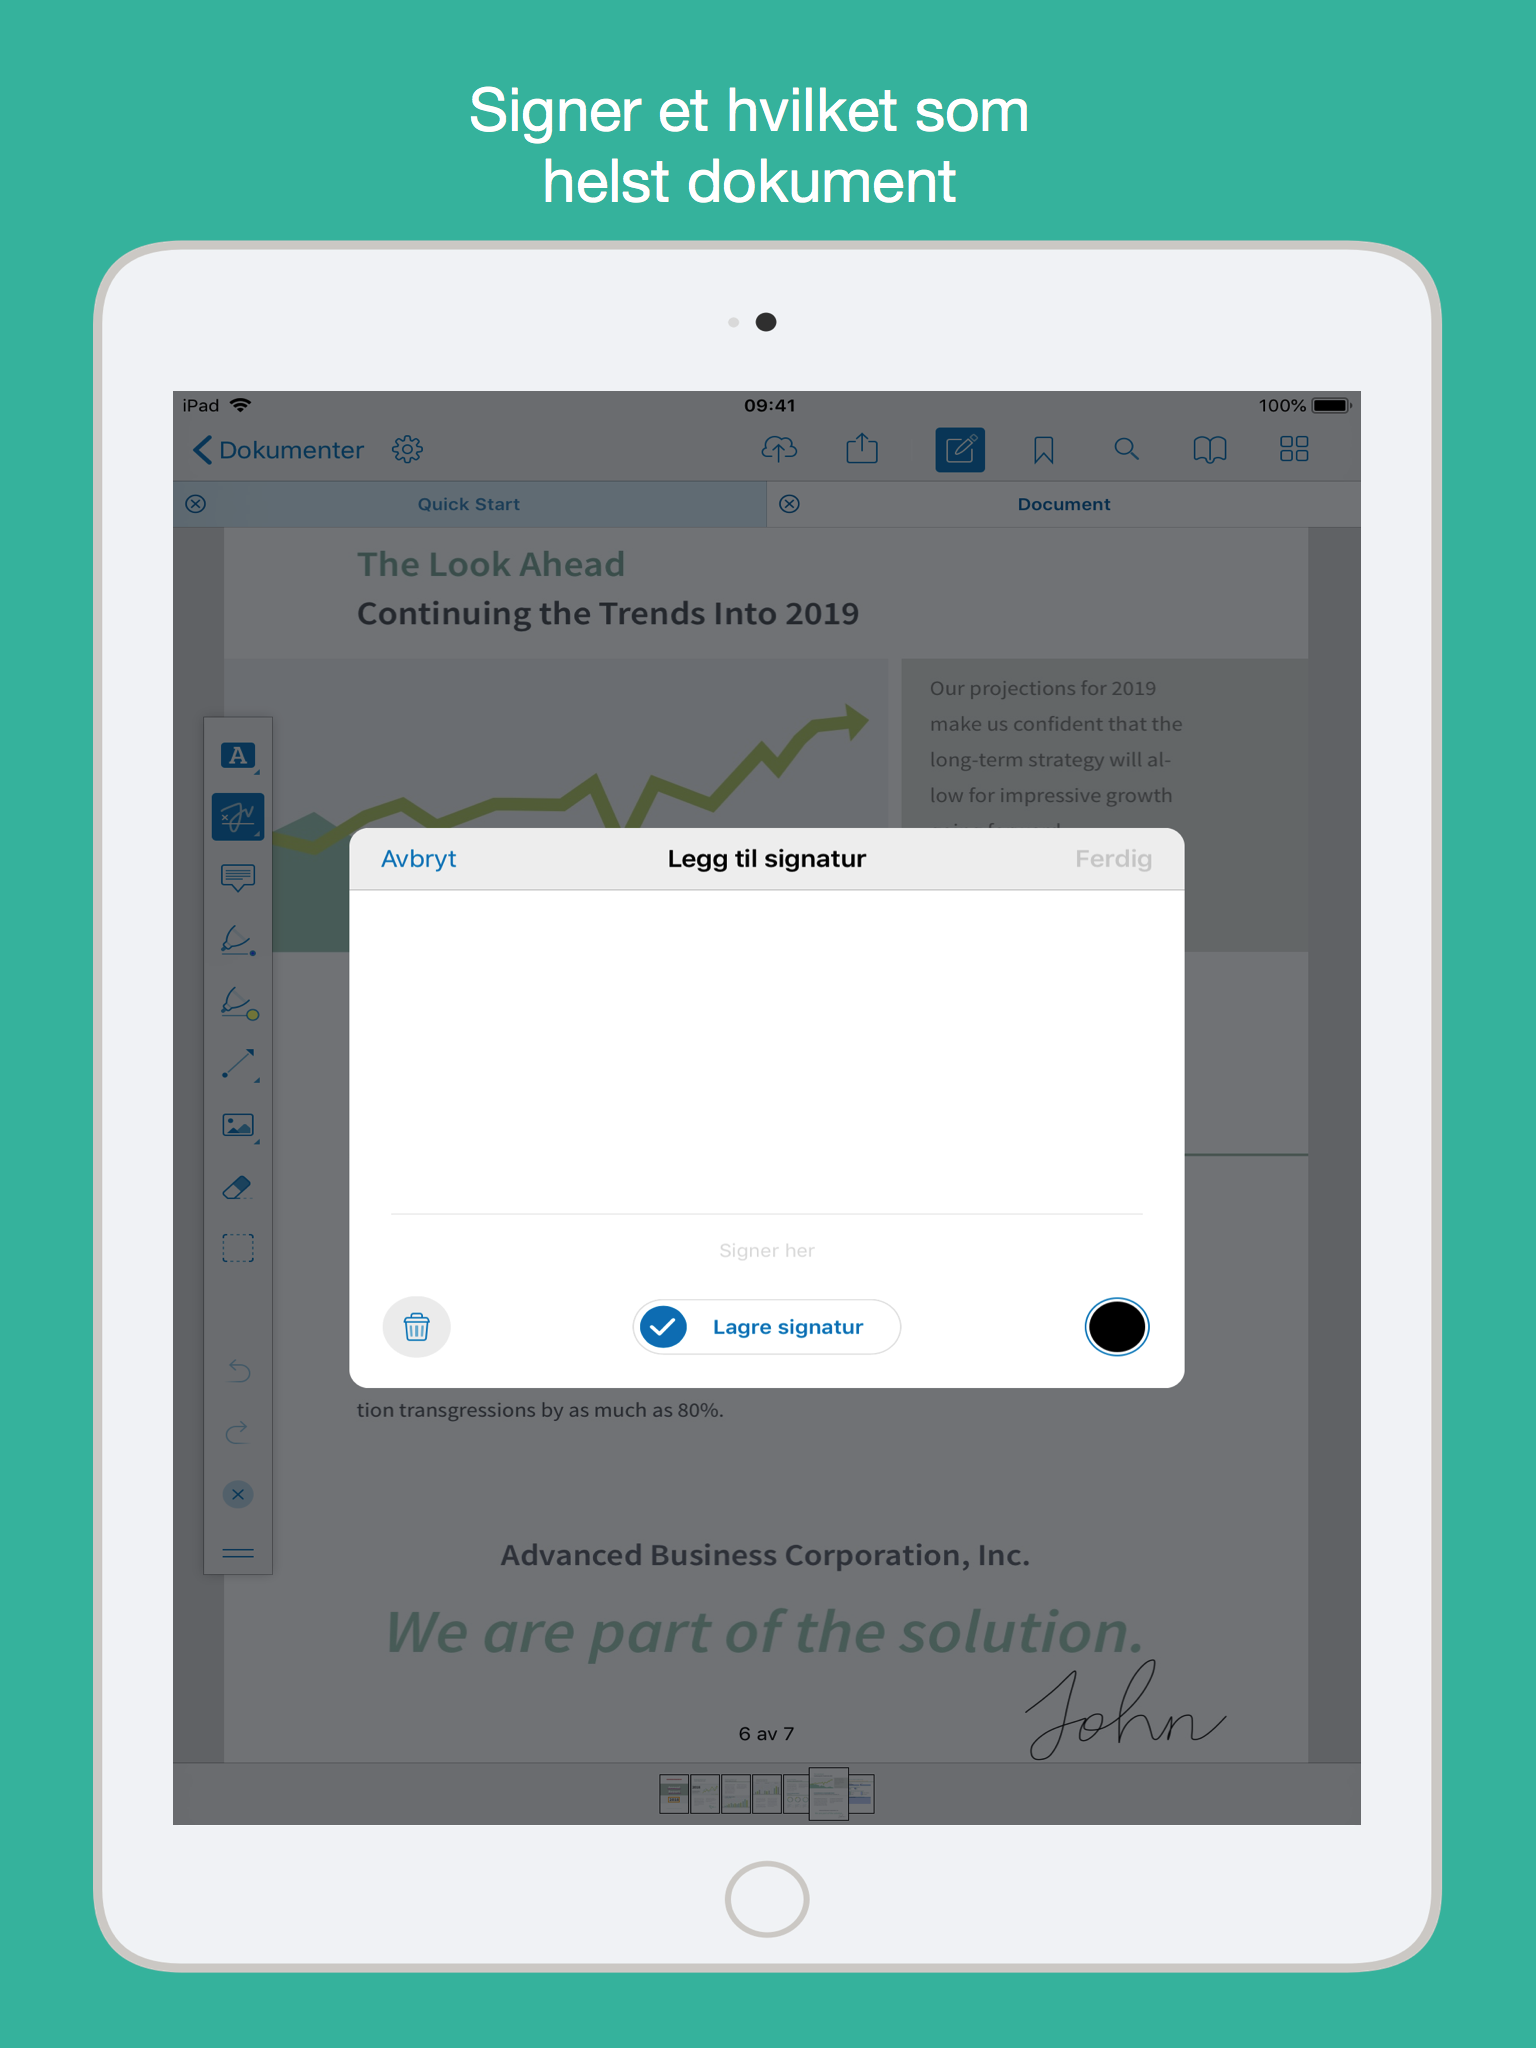 Signer et hvilket som
helst dokument
iPad
09:41
100%
Dokumenter
Quick Start
Document
The Look Ahead
Continuing the Trends Into 2019
Our projections for 2019
make us confident that the
long-term strategy will al-
low for impressive growth
A
Avbryt
Legg til signatur
Ferdig
Signer her
Lagre signatur
tion transgressions by as much as 80%.
Advanced Business Corporation, Inc.
We are part of the solution.
John
6 av 7